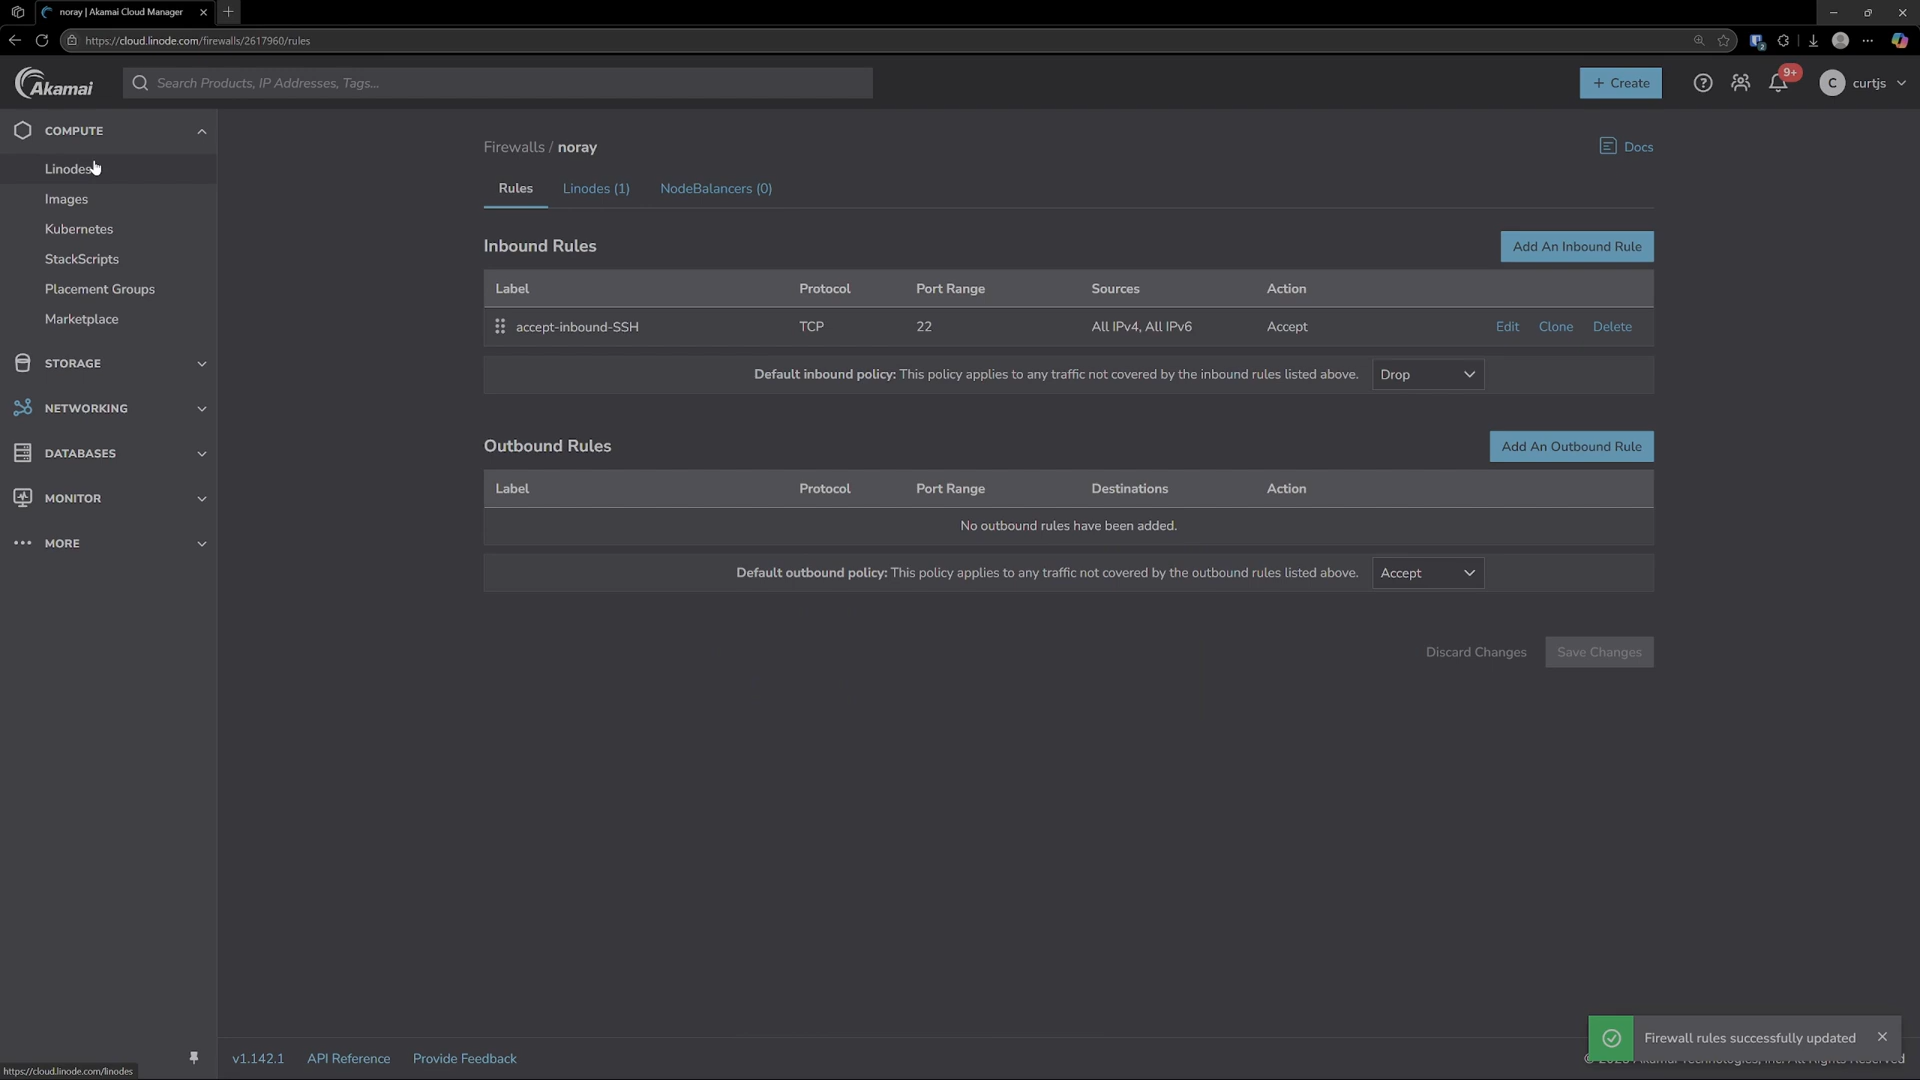 noray | Akamai Cloud Manager
https://cloud.linode.com/firewalls/2617960/rules
Akamai
Search Products, IP Addresses, Tags...
+ Create
9+
C
curtjs
COMPUTE
Linodes
Images
Kubernetes
StackScripts
Placement Groups
Marketplace
STORAGE
NETWORKING
DATABASES
MONITOR
MORE
Firewalls / noray
Docs
Rules Linodes (1) NodeBalancers (0)
Inbound Rules
Add An Inbound Rule
Label Protocol Port Range Sources Action
accept-inbound-SSH TCP 22 All IPv4, All IPv6 Accept Edit Clone Delete
Default inbound policy: This policy applies to any traffic not covered by the inbound rules listed above. Drop
Outbound Rules
Add An Outbound Rule
Label Protocol Port Range Destinations Action
No outbound rules have been added.
Default outbound policy: This policy applies to any traffic not covered by the outbound rules listed above. Accept
Discard Changes Save Changes
Firewall rules successfully updated
v1.142.1 API Reference Provide Feedback
https://cloud.linode.com/linodes